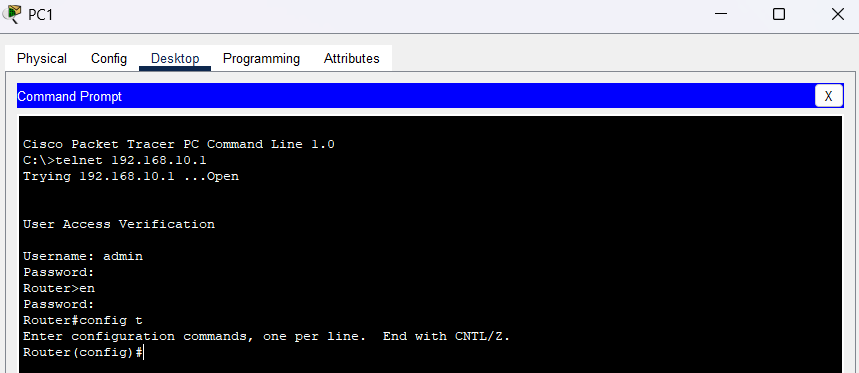 PC1
Physical Config Desktop Programming Attributes
Command Prompt
X
Cisco Packet Tracer PC Command Line 1.0
C:\>telnet 192.168.10.1
Trying 192.168.10.1 ...Open
User Access Verification
Username: admin
Password:
Router>en
Password:
Router#config t
Enter configuration commands, one per line.  End with CNTL/Z.
Router(config)#